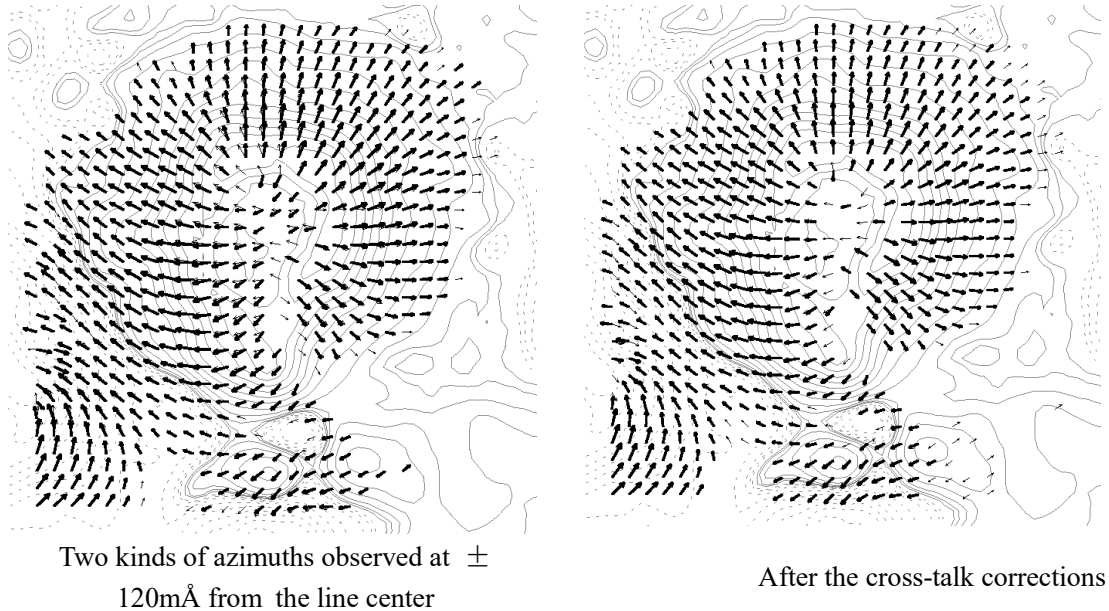 Two kinds of azimuths observed at ±
120mÅ from the line center
After the cross-talk corrections